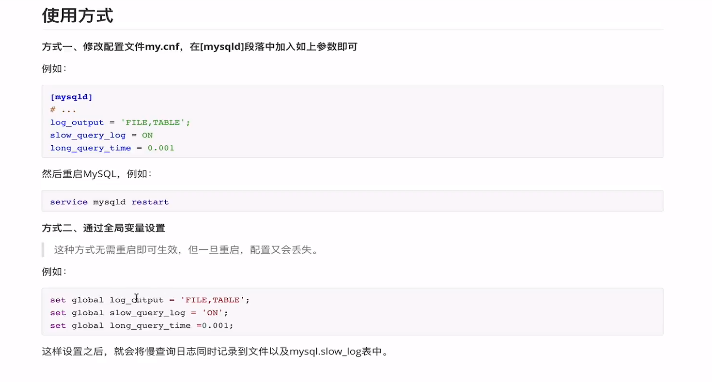 使用方式
方式一、修改配置文件my.cnf，在[mysqld]段落中加入如上参数即可
例如：
[mysqld]
# ...
log_output = 'FILE,TABLE';
slow_query_log = ON
long_query_time = 0.001
然后重启MySQL，例如：
service mysqld restart
方式二、通过全局变量设置
这种方式无需重启即可生效，但一旦重启，配置又会丢失。
例如：
set global log_output = 'FILE,TABLE';
set global slow_query_log = 'ON';
set global long_query_time =0.001;
这样设置之后，就会将慢查询日志同时记录到文件以及mysql.slow_log表中。